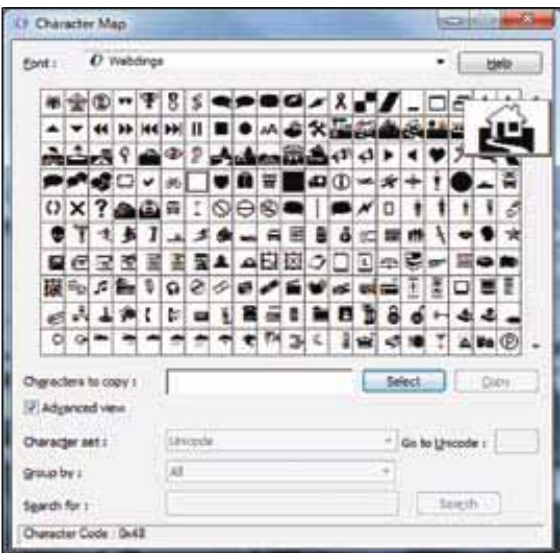 Character Map
Font : Webdings Help
Characters to copy : Select Copy
Advanced view
Character set : Unicode Go to Unicode :
Group by : All
Search for : Search
Character Code : 0x48